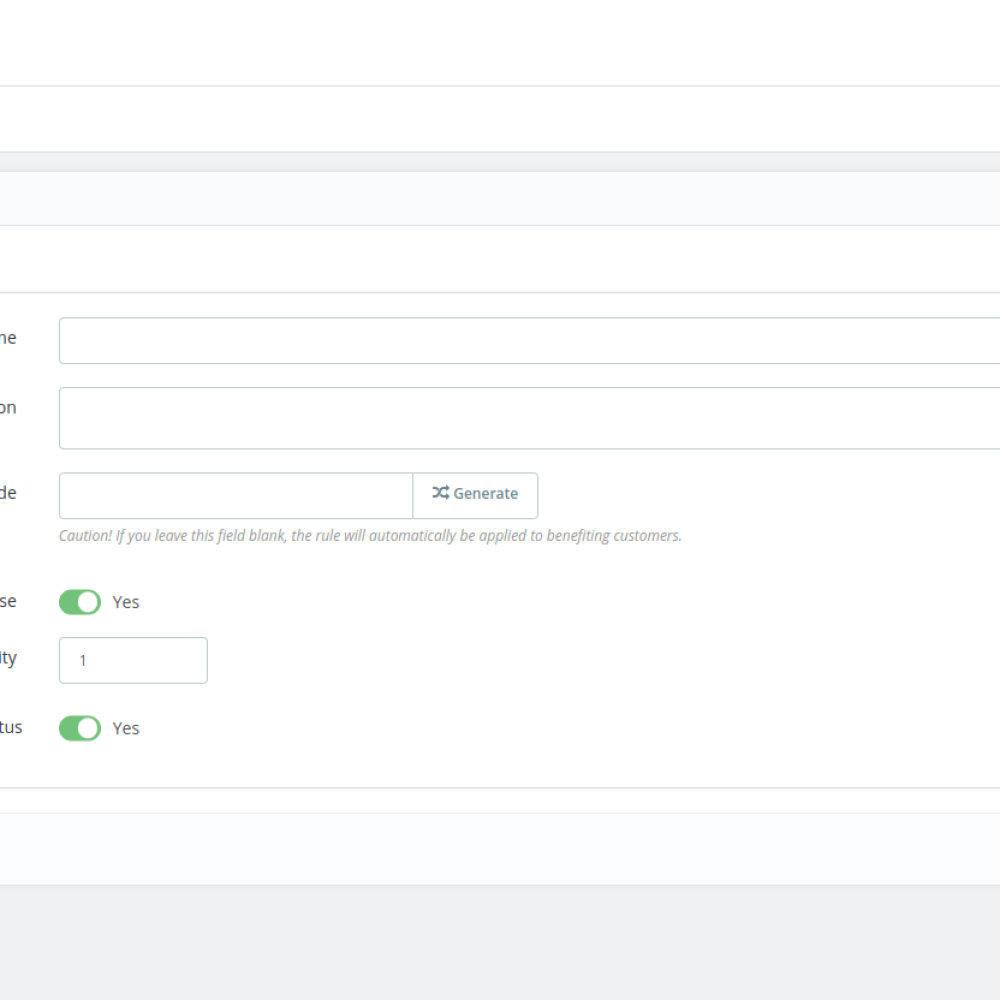 me
on
de
Generate
Caution! If you leave this field blank, the rule will automatically be applied to benefiting customers.
se
Yes
ity
1
tus
Yes